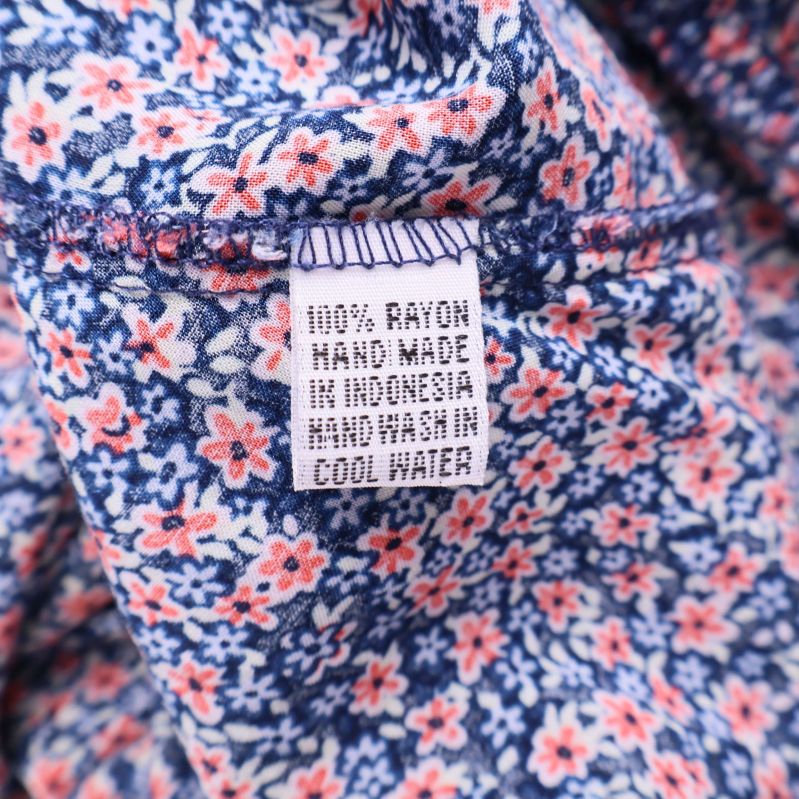 100% RAYON
HAND MADE
IN INDONESIA
HAND WASH IN
COOL WATER